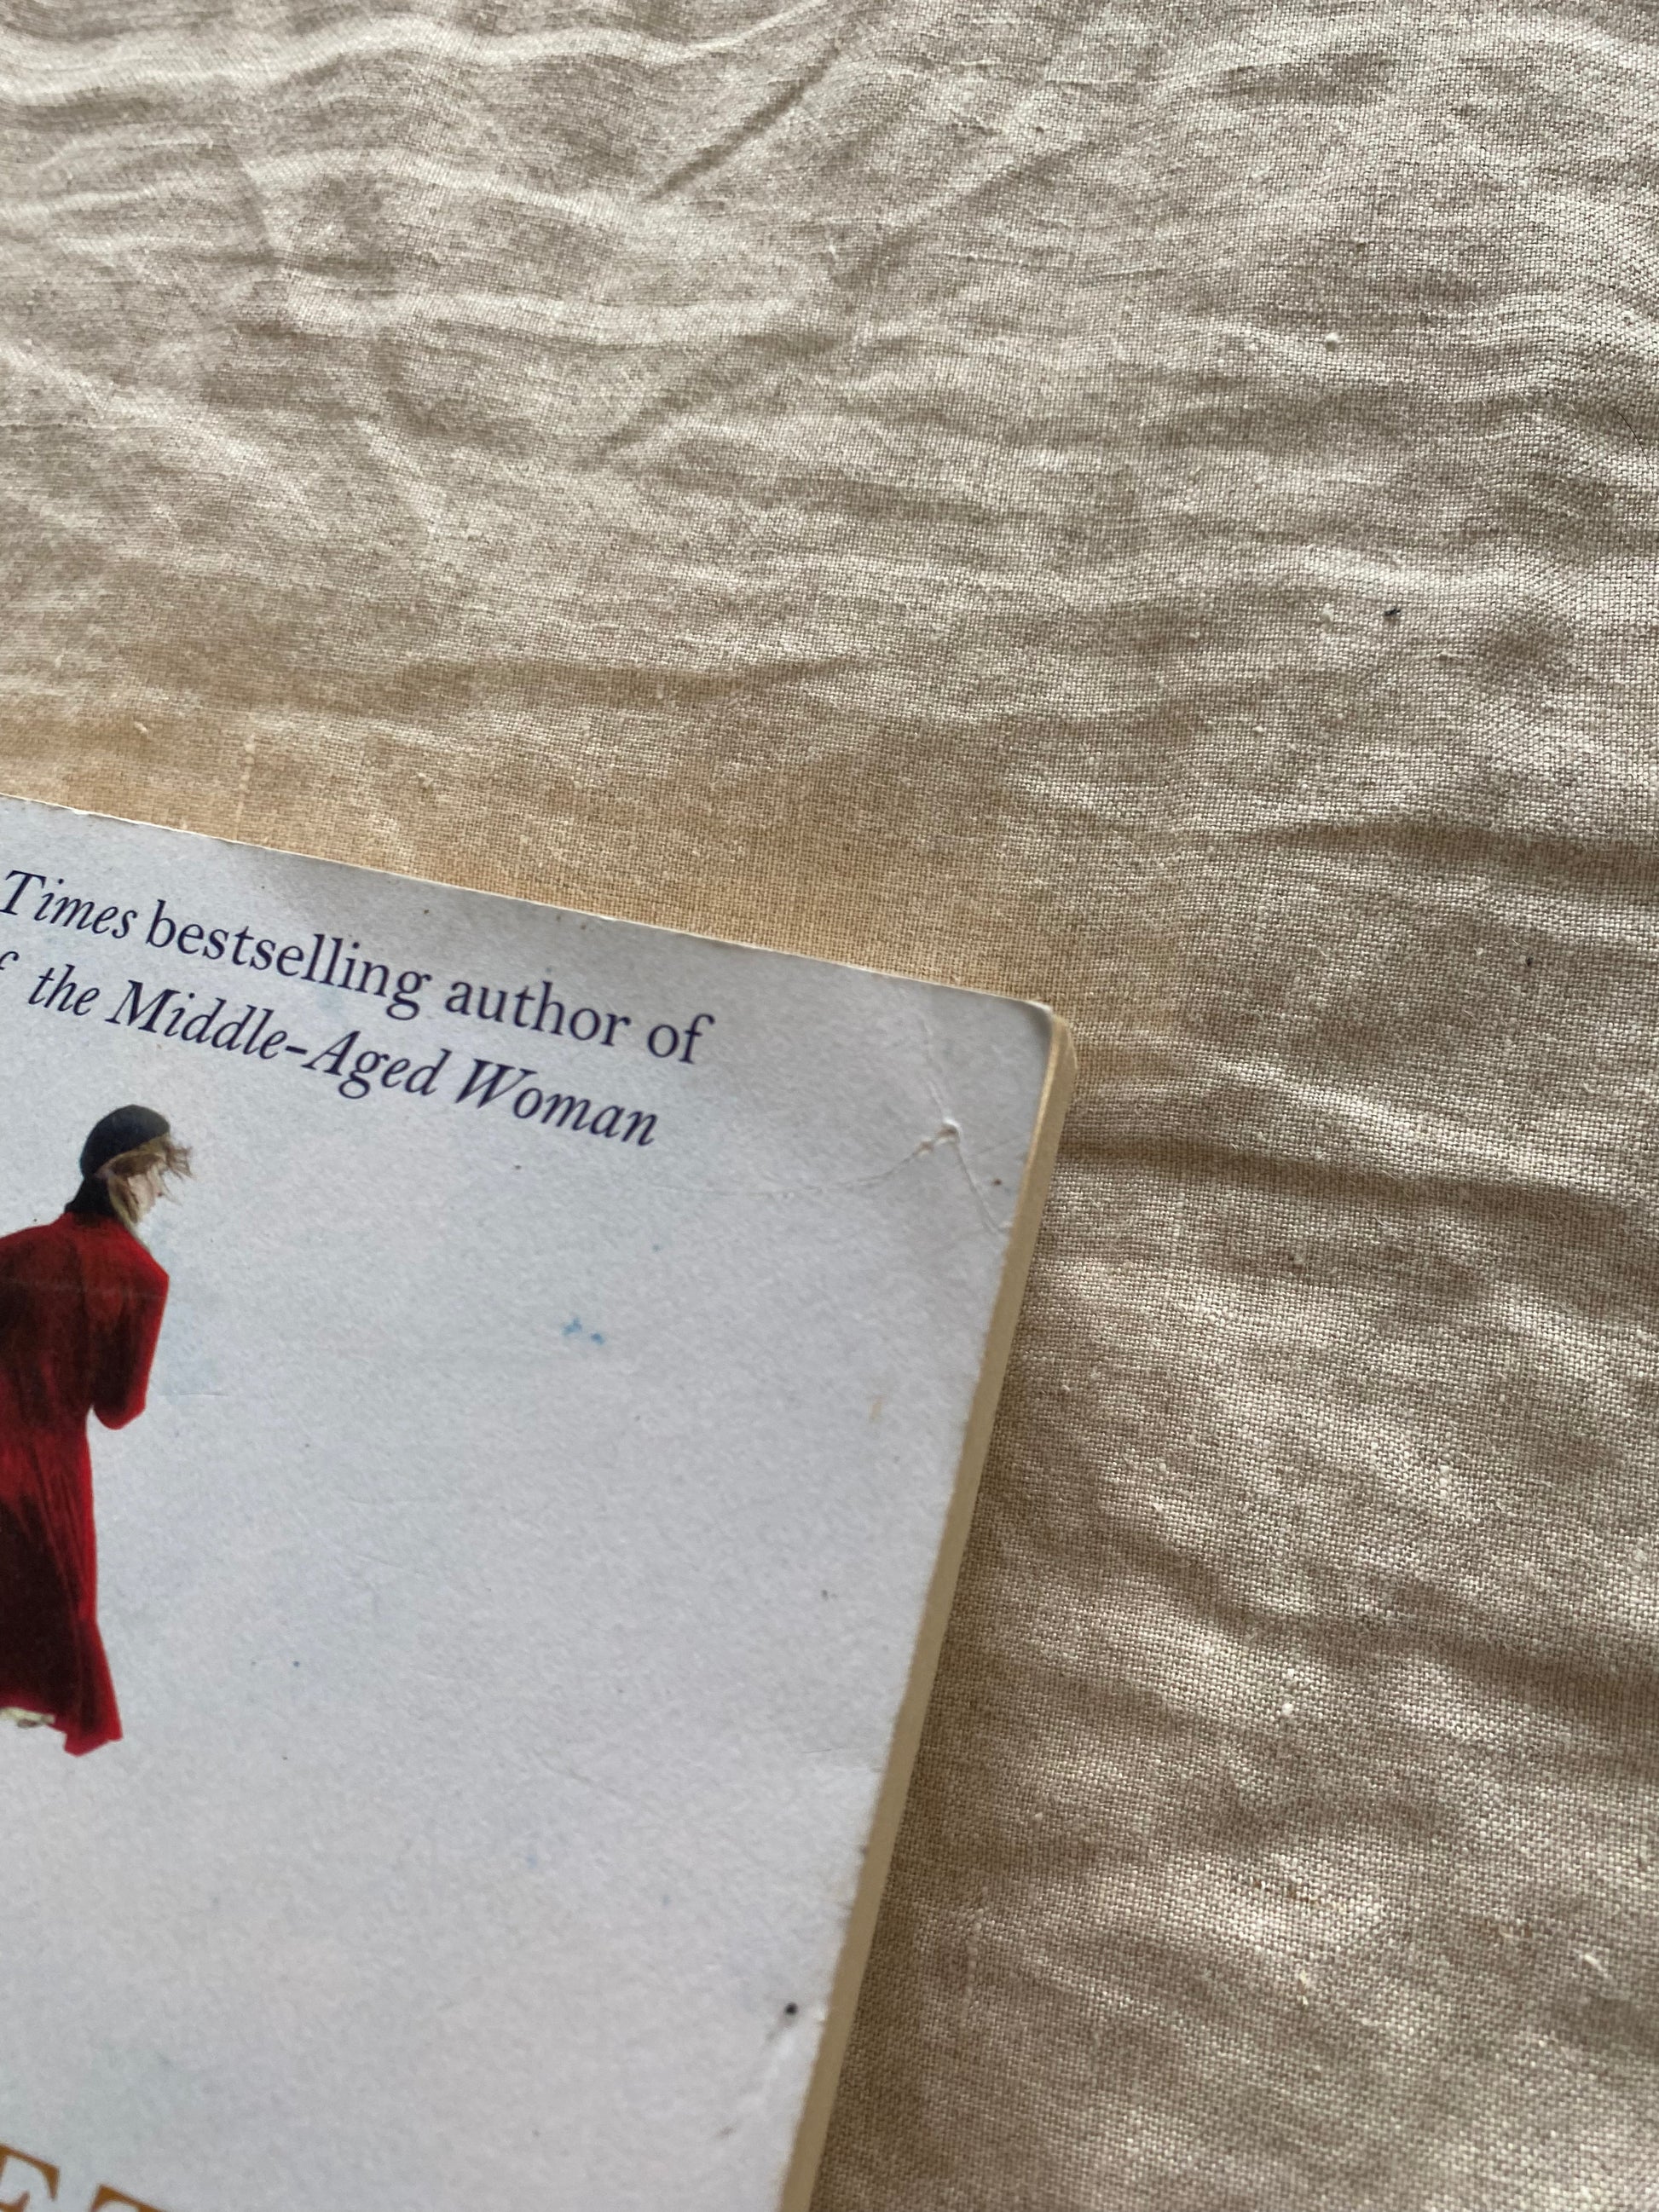 Times bestselling author of
the Middle-Aged Woman